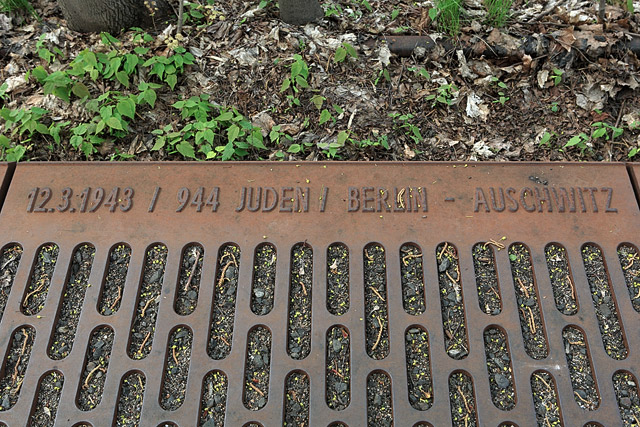 12.3.1943 / 944 JUDEN / BERLIN - AUSCHWITZ